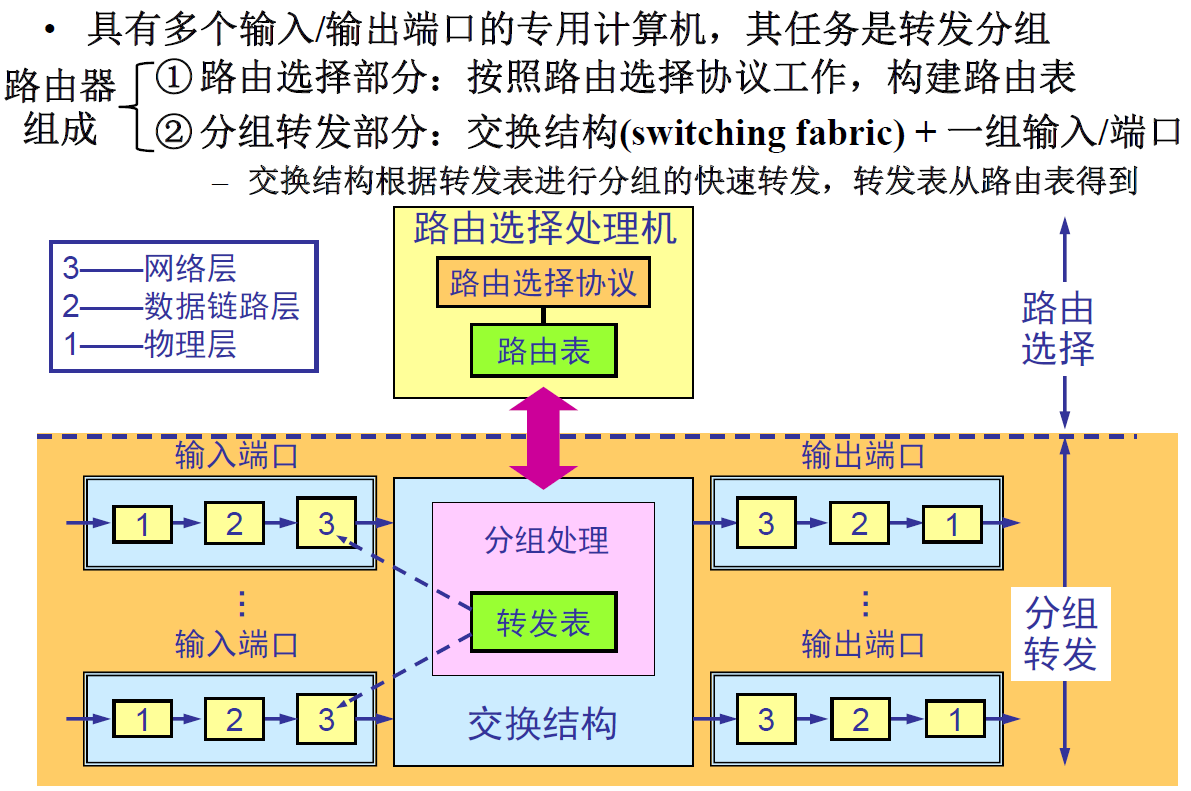 • 具有多个输入/输出端口的专用计算机，其任务是转发分组
路由器
组成
① 路由选择部分：按照路由选择协议工作，构建路由表
② 分组转发部分：交换结构(switching fabric) + 一组输入/端口
– 交换结构根据转发表进行分组的快速转发，转发表从路由表得到
3——网络层
2——数据链路层
1——物理层
路由选择处理机
路由选择协议
路由表
路由
选择
输入端口
输出端口
1
2
3
分组处理
转发表
3
2
1
⋮
⋮
输入端口
输出端口
分组
转发
1
2
3
交换结构
3
2
1